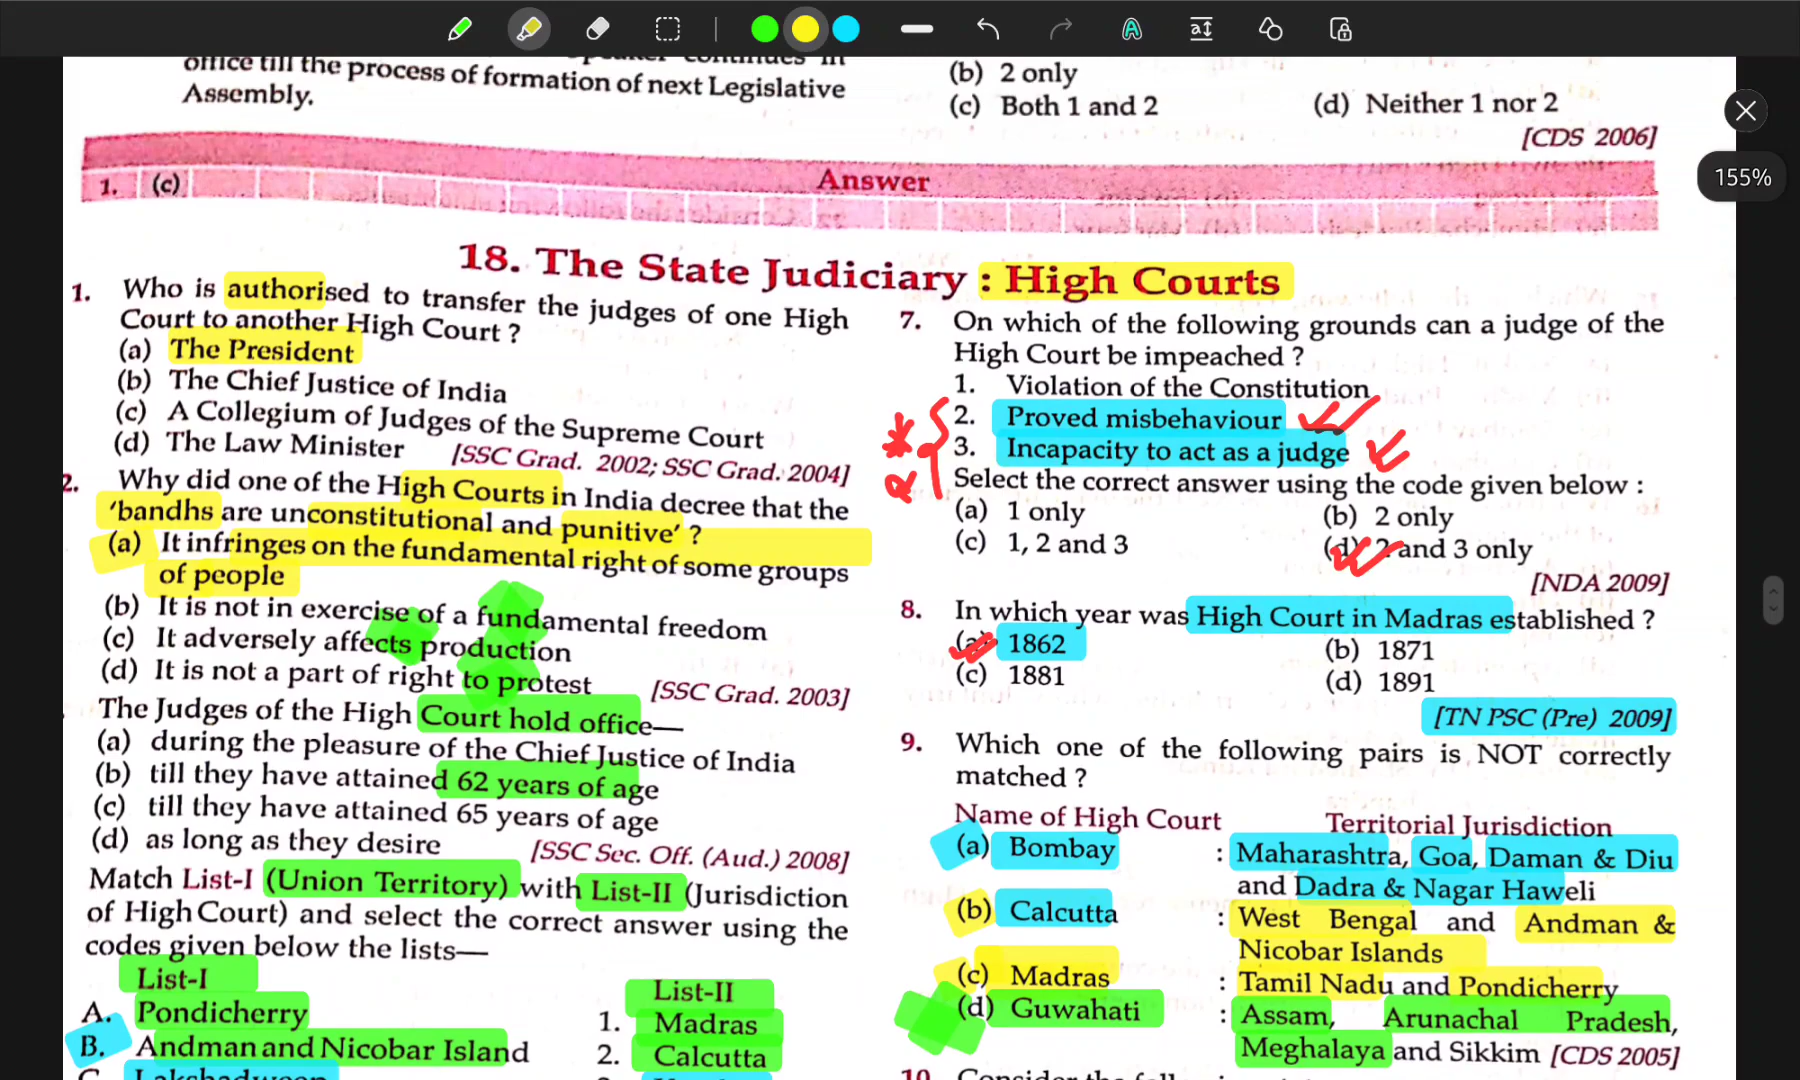 office till the process of formation of next Legislative
Assembly.
(b) 2 only
(c) Both 1 and 2 (d) Neither 1 nor 2
[CDS 2006]
155%
Answer
1. (c)
18. The State Judiciary : High Courts
1. Who is authorised to transfer the judges of one High
Court to another High Court ?
(a) The President
(b) The Chief Justice of India
(c) A Collegium of Judges of the Supreme Court
(d) The Law Minister [SSC Grad. 2002; SSC Grad. 2004]
2. Why did one of the High Courts in India decree that the
‘bandhs are unconstitutional and punitive’ ?
(a) It infringes on the fundamental right of some groups
of people
(b) It is not in exercise of a fundamental freedom
(c) It adversely affects production
(d) It is not a part of right to protest [SSC Grad. 2003]
The Judges of the High Court hold office—
(a) during the pleasure of the Chief Justice of India
(b) till they have attained 62 years of age
(c) till they have attained 65 years of age
(d) as long as they desire [SSC Sec. Off. (Aud.) 2008]
Match List-I (Union Territory) with List-II (Jurisdiction
of High Court) and select the correct answer using the
codes given below the lists—
List-I List-II
A. Pondicherry 1. Madras
B. Andman and Nicobar Island 2. Calcutta
7. On which of the following grounds can a judge of the
High Court be impeached ?
1. Violation of the Constitution
2. Proved misbehaviour
3. Incapacity to act as a judge
Select the correct answer using the code given below :
(a) 1 only (b) 2 only
(c) 1, 2 and 3 (d) 2 and 3 only
[NDA 2009]
8. In which year was High Court in Madras established ?
(a) 1862 (b) 1871
(c) 1881 (d) 1891
[TN PSC (Pre) 2009]
9. Which one of the following pairs is NOT correctly
matched ?
Name of High Court Territorial Jurisdiction
(a) Bombay : Maharashtra, Goa, Daman & Diu
and Dadra & Nagar Haweli
(b) Calcutta : West Bengal and Andman &
Nicobar Islands
(c) Madras : Tamil Nadu and Pondicherry
(d) Guwahati : Assam, Arunachal Pradesh,
Meghalaya and Sikkim [CDS 2005]